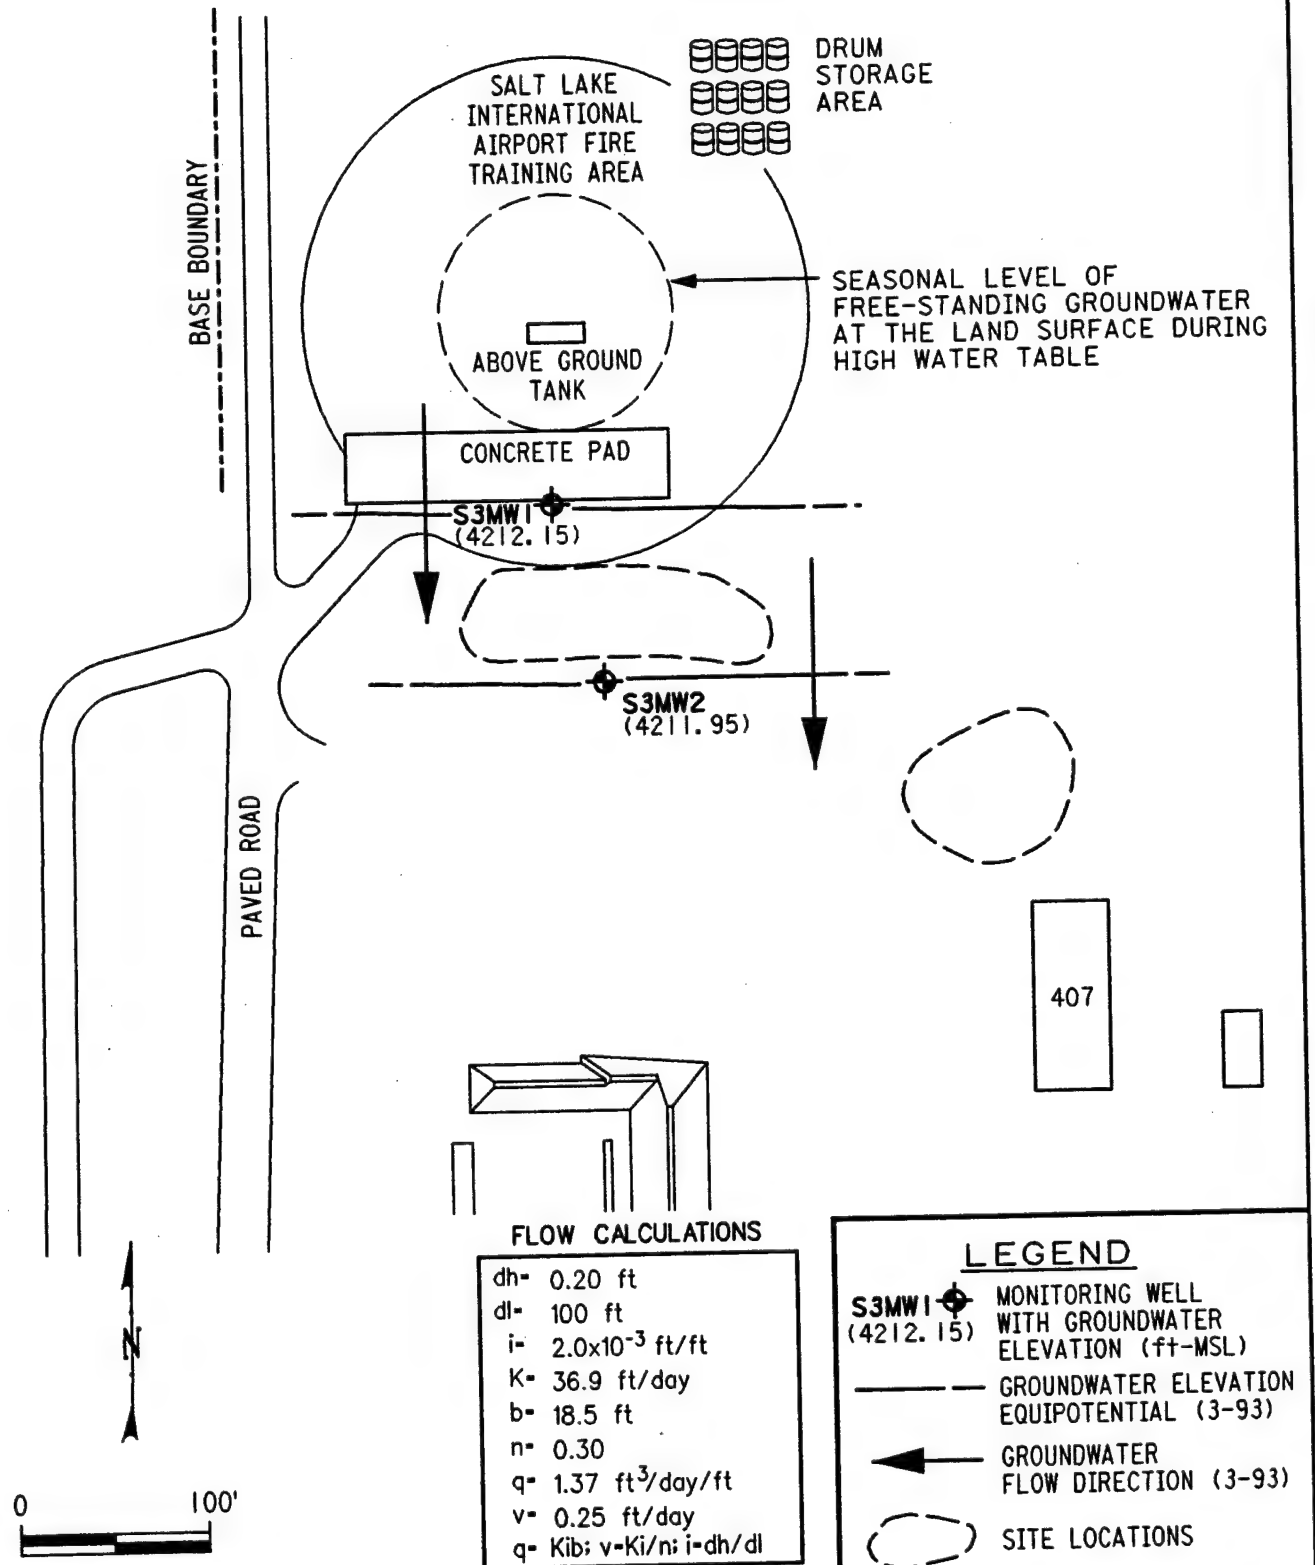 SALT LAKE
INTERNATIONAL
AIRPORT FIRE
TRAINING AREA
DRUM
STORAGE
AREA
BASE BOUNDARY
SEASONAL LEVEL OF
FREE-STANDING GROUNDWATER
AT THE LAND SURFACE DURING
HIGH WATER TABLE
ABOVE GROUND
TANK
CONCRETE PAD
S3MW1
(4212.15)
S3MW2
(4211.95)
PAVED ROAD
407
N
0 100'
FLOW CALCULATIONS
dh= 0.20 ft
dl= 100 ft
i= 2.0x10⁻³ ft/ft
K= 36.9 ft/day
b= 18.5 ft
n= 0.30
q= 1.37 ft³/day/ft
v= 0.25 ft/day
q= Kib; v=Ki/n; i=dh/dl
LEGEND
S3MW1
(4212.15)
MONITORING WELL
WITH GROUNDWATER
ELEVATION (ft-MSL)
GROUNDWATER ELEVATION
EQUIPOTENTIAL (3-93)
GROUNDWATER
FLOW DIRECTION (3-93)
SITE LOCATIONS